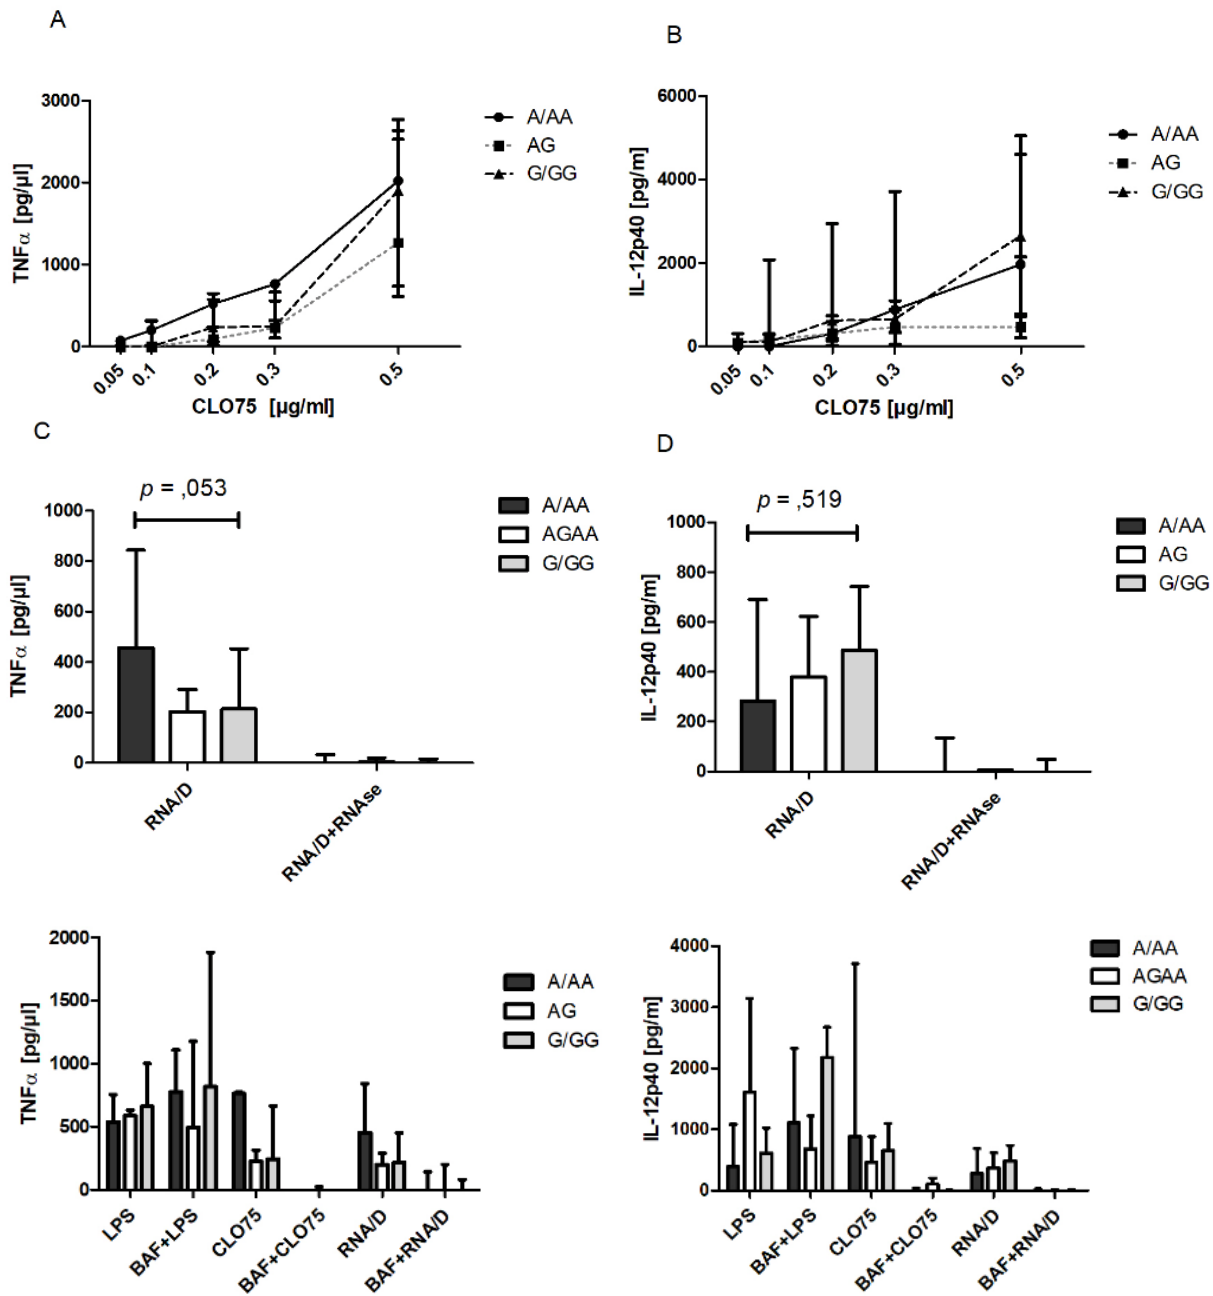 A
3000
2000
1000
0
TNFα [pg/µl]
0.05
0.1
0.2
0.3
0.5
CLO75 [µg/ml]
A/AA
AG
G/GG
B
6000
4000
2000
0
IL-12p40 [pg/m]
0.05
0.1
0.2
0.3
0.5
CLO75 [µg/ml]
A/AA
AG
G/GG
C
p = ,053
1000
800
600
400
200
0
TNFα [pg/µl]
RNA/D
RNA/D+RNAse
A/AA
AGAA
G/GG
D
p = ,519
1000
800
600
400
200
0
IL-12p40 [pg/m]
RNA/D
RNA/D+RNAse
A/AA
AG
G/GG
2000
1500
1000
500
0
TNFα [pg/µl]
LPS
BAF+LPS
CLO75
BAF+CLO75
RNA/D
BAF+RNA/D
A/AA
AG
G/GG
4000
3000
2000
1000
0
IL-12p40 [pg/m]
LPS
BAF+LPS
CLO75
BAF+CLO75
RNA/D
BAF+RNA/D
A/AA
AGAA
G/GG